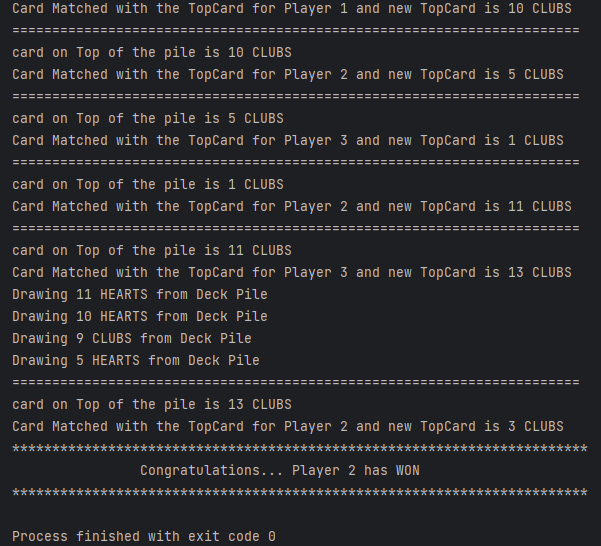 Card Matched with the TopCard for Player 1 and new TopCard is 10 CLUBS
=======================================================================
card on Top of the pile is 10 CLUBS
Card Matched with the TopCard for Player 2 and new TopCard is 5 CLUBS
=======================================================================
card on Top of the pile is 5 CLUBS
Card Matched with the TopCard for Player 3 and new TopCard is 1 CLUBS
=======================================================================
card on Top of the pile is 1 CLUBS
Card Matched with the TopCard for Player 2 and new TopCard is 11 CLUBS
=======================================================================
card on Top of the pile is 11 CLUBS
Card Matched with the TopCard for Player 3 and new TopCard is 13 CLUBS
Drawing 11 HEARTS from Deck Pile
Drawing 10 HEARTS from Deck Pile
Drawing 9 CLUBS from Deck Pile
Drawing 5 HEARTS from Deck Pile
=======================================================================
card on Top of the pile is 13 CLUBS
Card Matched with the TopCard for Player 2 and new TopCard is 3 CLUBS
************************************************************************
Congratulations... Player 2 has WON
************************************************************************
Process finished with exit code 0